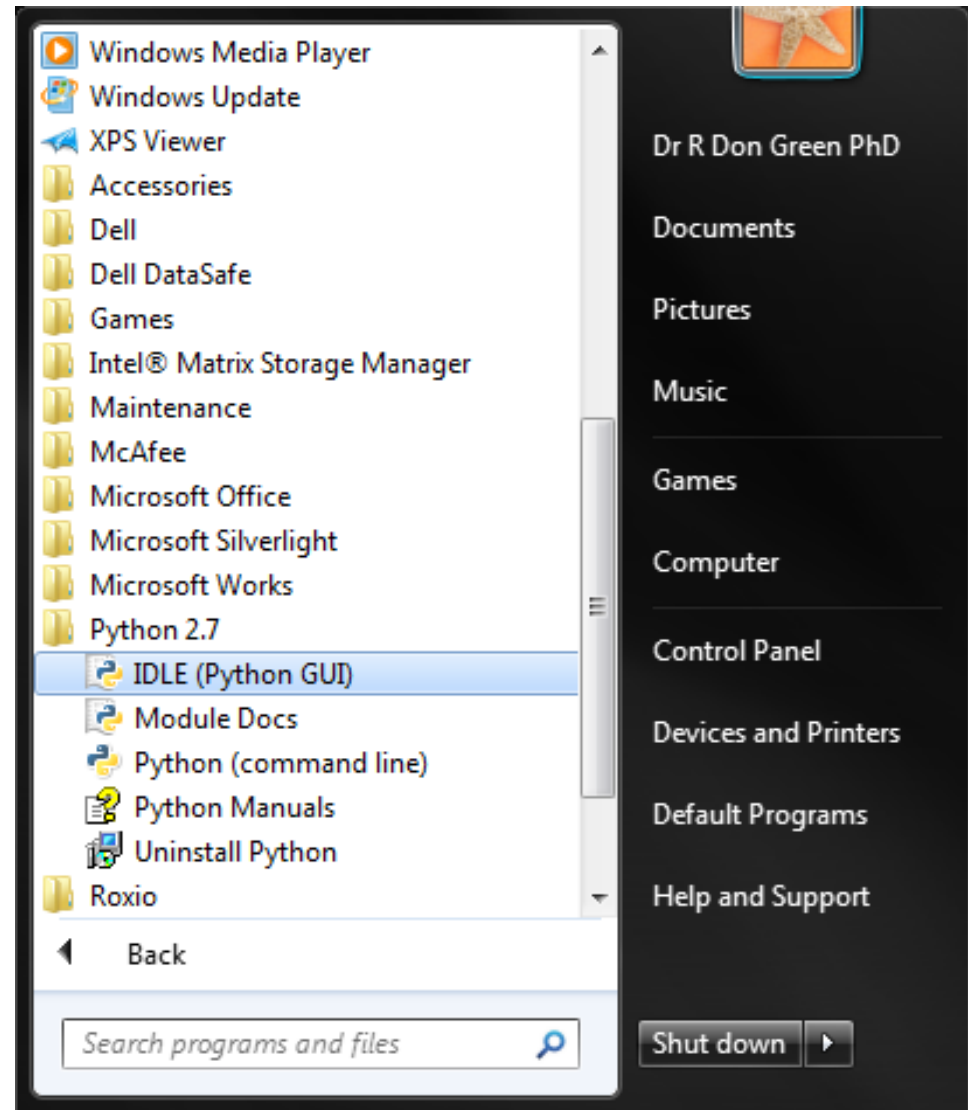 Windows Media Player
Windows Update
XPS Viewer
Accessories
Dell
Dell DataSafe
Games
Intel® Matrix Storage Manager
Maintenance
McAfee
Microsoft Office
Microsoft Silverlight
Microsoft Works
Python 2.7
IDLE (Python GUI)
Module Docs
Python (command line)
Python Manuals
Uninstall Python
Roxio
Back
Search programs and files
Dr R Don Green PhD
Documents
Pictures
Music
Games
Computer
Control Panel
Devices and Printers
Default Programs
Help and Support
Shut down